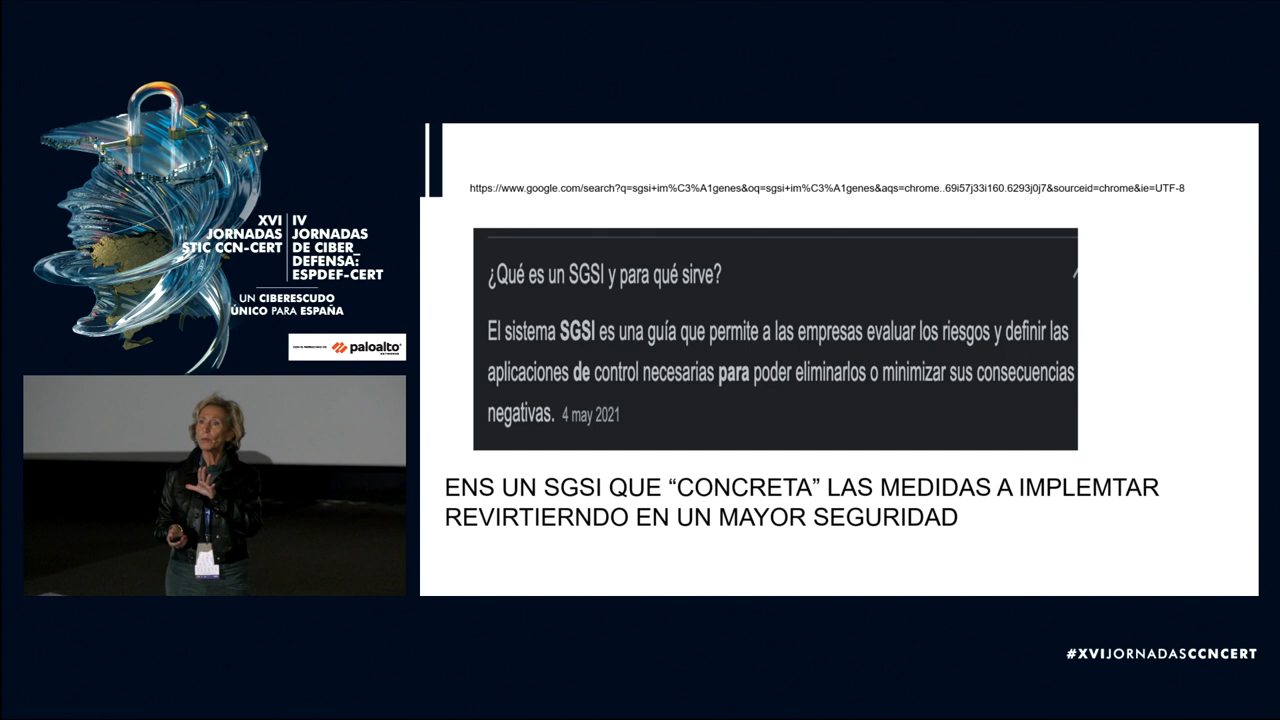 XVI
JORNADAS
STIC CCN-CERT
IV
JORNADAS
DE CIBER_
DEFENSA:
ESPDEF-CERT
UN CIBERESCUDO
ÚNICO PARA ESPAÑA
paloalto
NETWORKS
https://www.google.com/search?q=sgsi+im%C3%A1genes&oq=sgsi+im%C3%A1genes&aqs=chrome..69i57j33i160.6293j0j7&sourceid=chrome&ie=UTF-8
¿Qué es un SGSI y para qué sirve?
El sistema SGSI es una guía que permite a las empresas evaluar los riesgos y definir las
aplicaciones de control necesarias para poder eliminarlos o minimizar sus consecuencias
negativas. 4 may 2021
ENS UN SGSI QUE “CONCRETA” LAS MEDIDAS A IMPLEMTAR
REVIRTIERNDO EN UN MAYOR SEGURIDAD
#XVIJORNADASCCNCERT